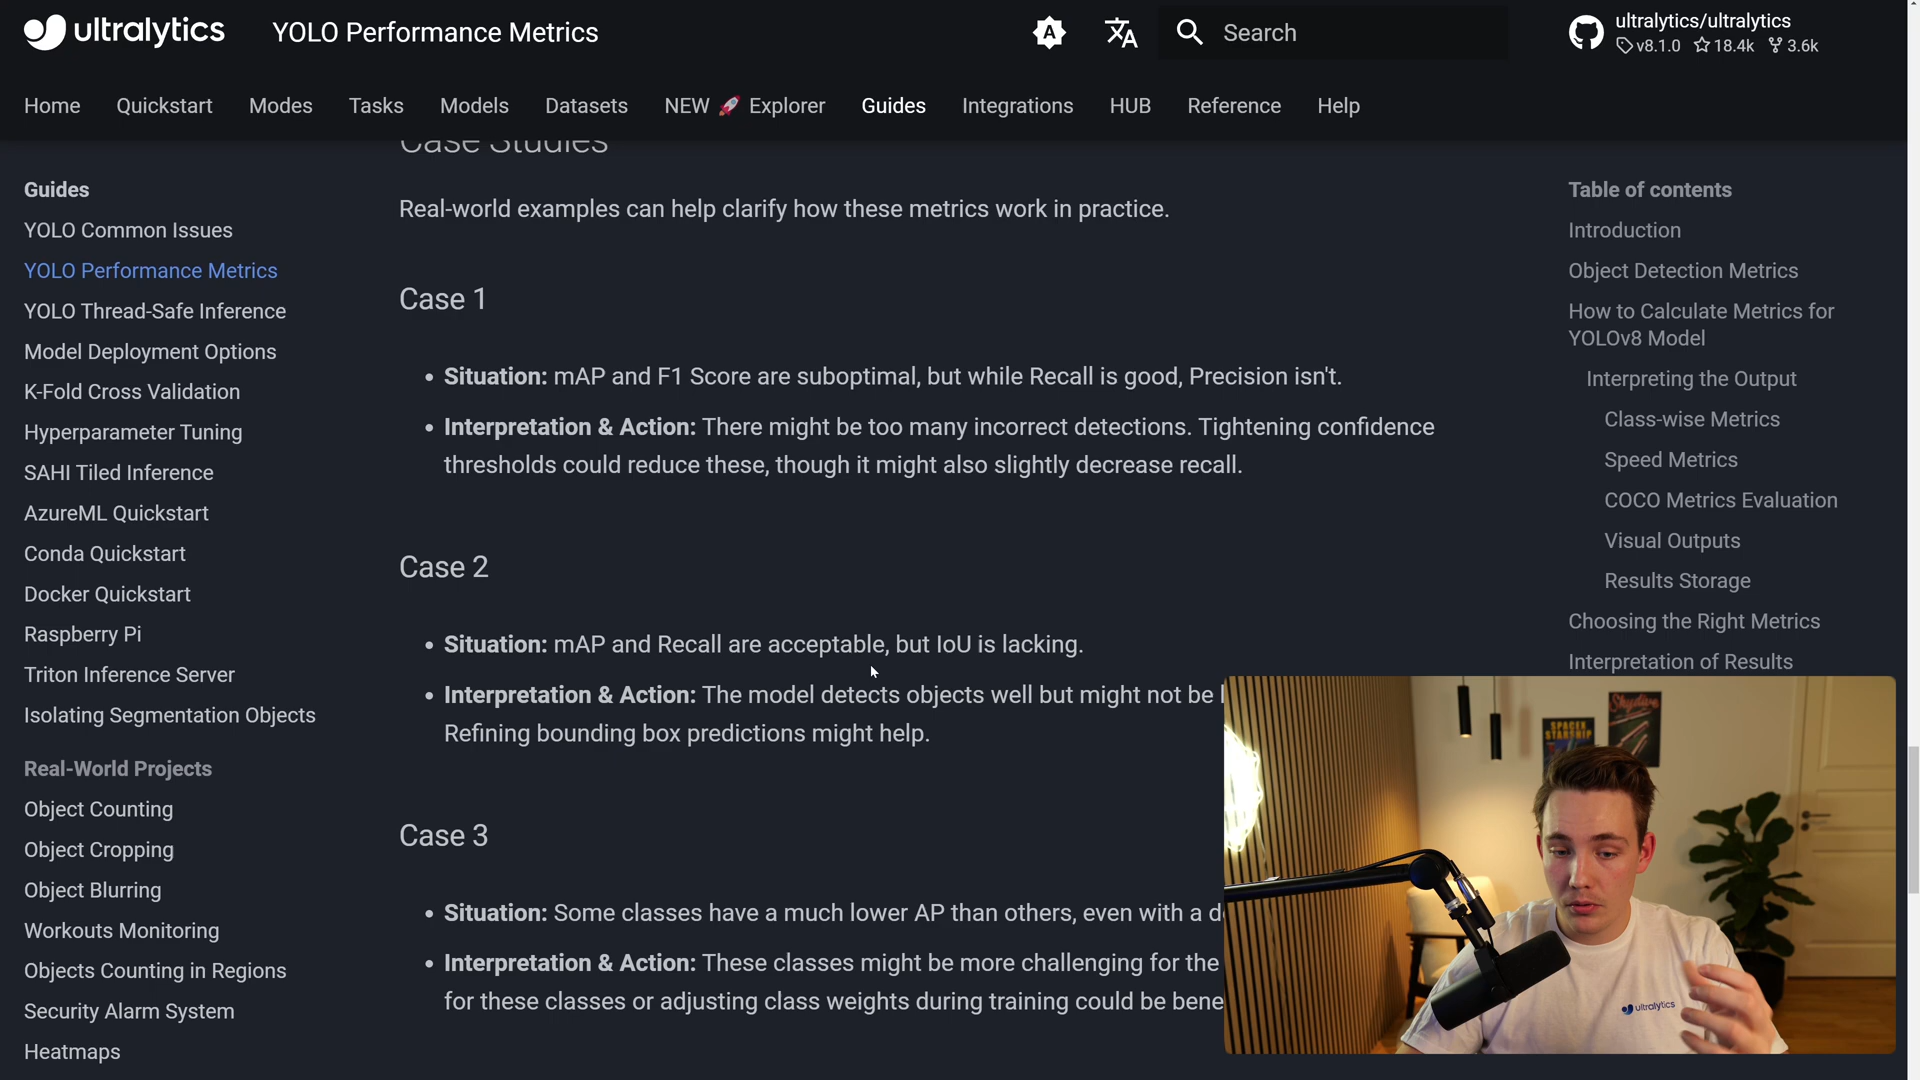 ultralytics
YOLO Performance Metrics
A
Search
ultralytics/ultralytics
v8.1.0 18.4k 3.6k
Home Quickstart Modes Tasks Models Datasets NEW 🚀 Explorer Guides Integrations HUB Reference Help
Guides
YOLO Common Issues
YOLO Performance Metrics
YOLO Thread-Safe Inference
Model Deployment Options
K-Fold Cross Validation
Hyperparameter Tuning
SAHI Tiled Inference
AzureML Quickstart
Conda Quickstart
Docker Quickstart
Raspberry Pi
Triton Inference Server
Isolating Segmentation Objects
Real-World Projects
Object Counting
Object Cropping
Object Blurring
Workouts Monitoring
Objects Counting in Regions
Security Alarm System
Heatmaps
Case Studies
Real-world examples can help clarify how these metrics work in practice.
Case 1
• Situation: mAP and F1 Score are suboptimal, but while Recall is good, Precision isn't.
• Interpretation & Action: There might be too many incorrect detections. Tightening confidence
thresholds could reduce these, though it might also slightly decrease recall.
Case 2
• Situation: mAP and Recall are acceptable, but IoU is lacking.
• Interpretation & Action: The model detects objects well but might not be
Refining bounding box predictions might help.
Case 3
• Situation: Some classes have a much lower AP than others, even with a
• Interpretation & Action: These classes might be more challenging for the
for these classes or adjusting class weights during training could be bene
Table of contents
Introduction
Object Detection Metrics
How to Calculate Metrics for
YOLOv8 Model
Interpreting the Output
Class-wise Metrics
Speed Metrics
COCO Metrics Evaluation
Visual Outputs
Results Storage
Choosing the Right Metrics
Interpretation of Results
SPACEX
STARSHIP
Skydive
ultralytics